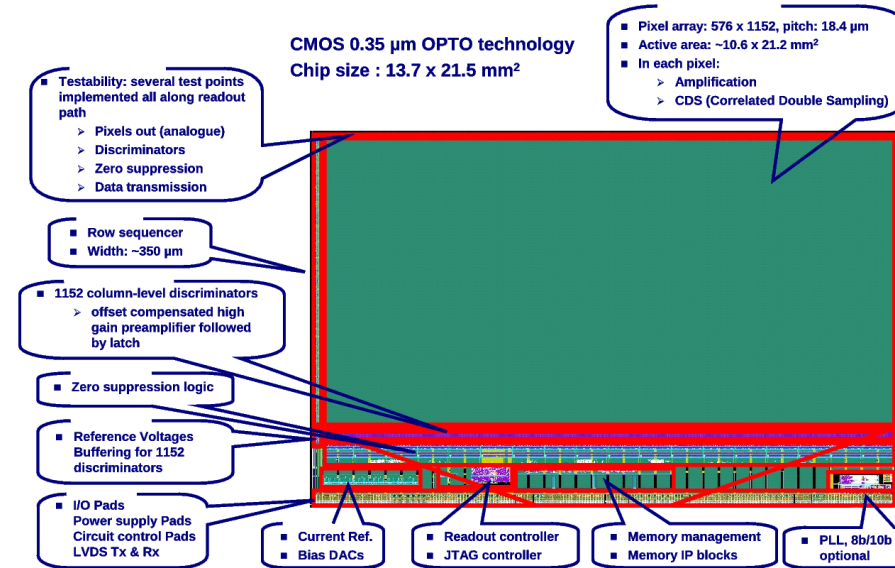 CMOS 0.35 µm OPTO technology
Chip size : 13.7 x 21.5 mm²
■ Pixel array: 576 x 1152, pitch: 18.4 µm
■ Active area: ~10.6 x 21.2 mm²
■ In each pixel:
➢ Amplification
➢ CDS (Correlated Double Sampling)
■ Testability: several test points
implemented all along readout
path
➢ Pixels out (analogue)
➢ Discriminators
➢ Zero suppression
➢ Data transmission
■ Row sequencer
■ Width: ~350 µm
■ 1152 column-level discriminators
➢ offset compensated high
gain preamplifier followed
by latch
■ Zero suppression logic
■ Reference Voltages
Buffering for 1152
discriminators
■ I/O Pads
Power supply Pads
Circuit control Pads
LVDS Tx & Rx
■ Current Ref.
■ Bias DACs
■ Readout controller
■ JTAG controller
■ Memory management
■ Memory IP blocks
■ PLL, 8b/10b
optional